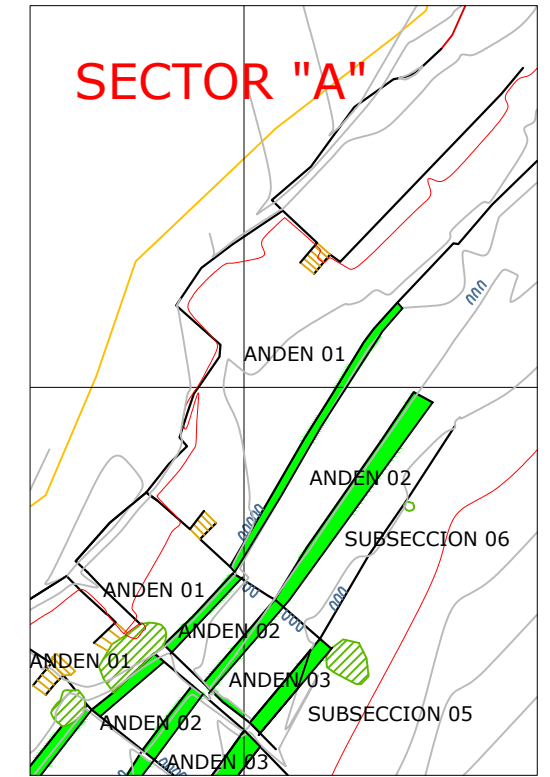 SECTOR "A"
ANDEN 01
ANDEN 02
SUBSECCION 06
ANDEN 01
ANDEN 02
ANDEN 01
ANDEN 03
SUBSECCION 05
ANDEN 02
ANDEN 03